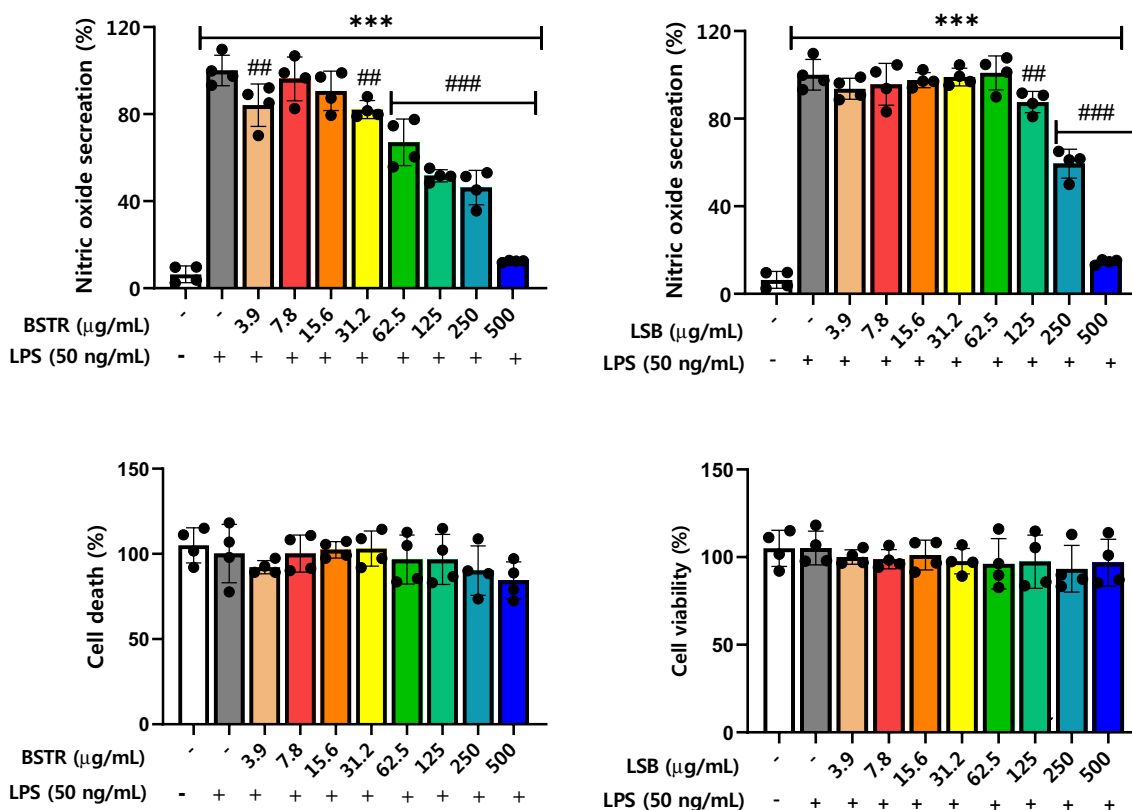 ***
120
80
40
0
Nitric oxide secreation (%)
## ## ###
- - 3.9 7.8 15.6 31.2 62.5 125 250 500
BSTR (μg/mL)
LPS (50 ng/mL) - + + + + + + + + +
***
120
80
40
0
Nitric oxide secreation (%)
## ###
- - 3.9 7.8 15.6 31.2 62.5 125 250 500
LSB (μg/mL)
LPS (50 ng/mL) - + + + + + + + + +
150
100
50
0
Cell death (%)
- - 3.9 7.8 15.6 31.2 62.5 125 250 500
BSTR (μg/mL)
LPS (50 ng/mL) - + + + + + + + + +
150
100
50
0
Cell viability (%)
- - 3.9 7.8 15.6 31.2 62.5 125 250 500
LSB (μg/mL)
LPS (50 ng/mL) - + + + + + + + + +